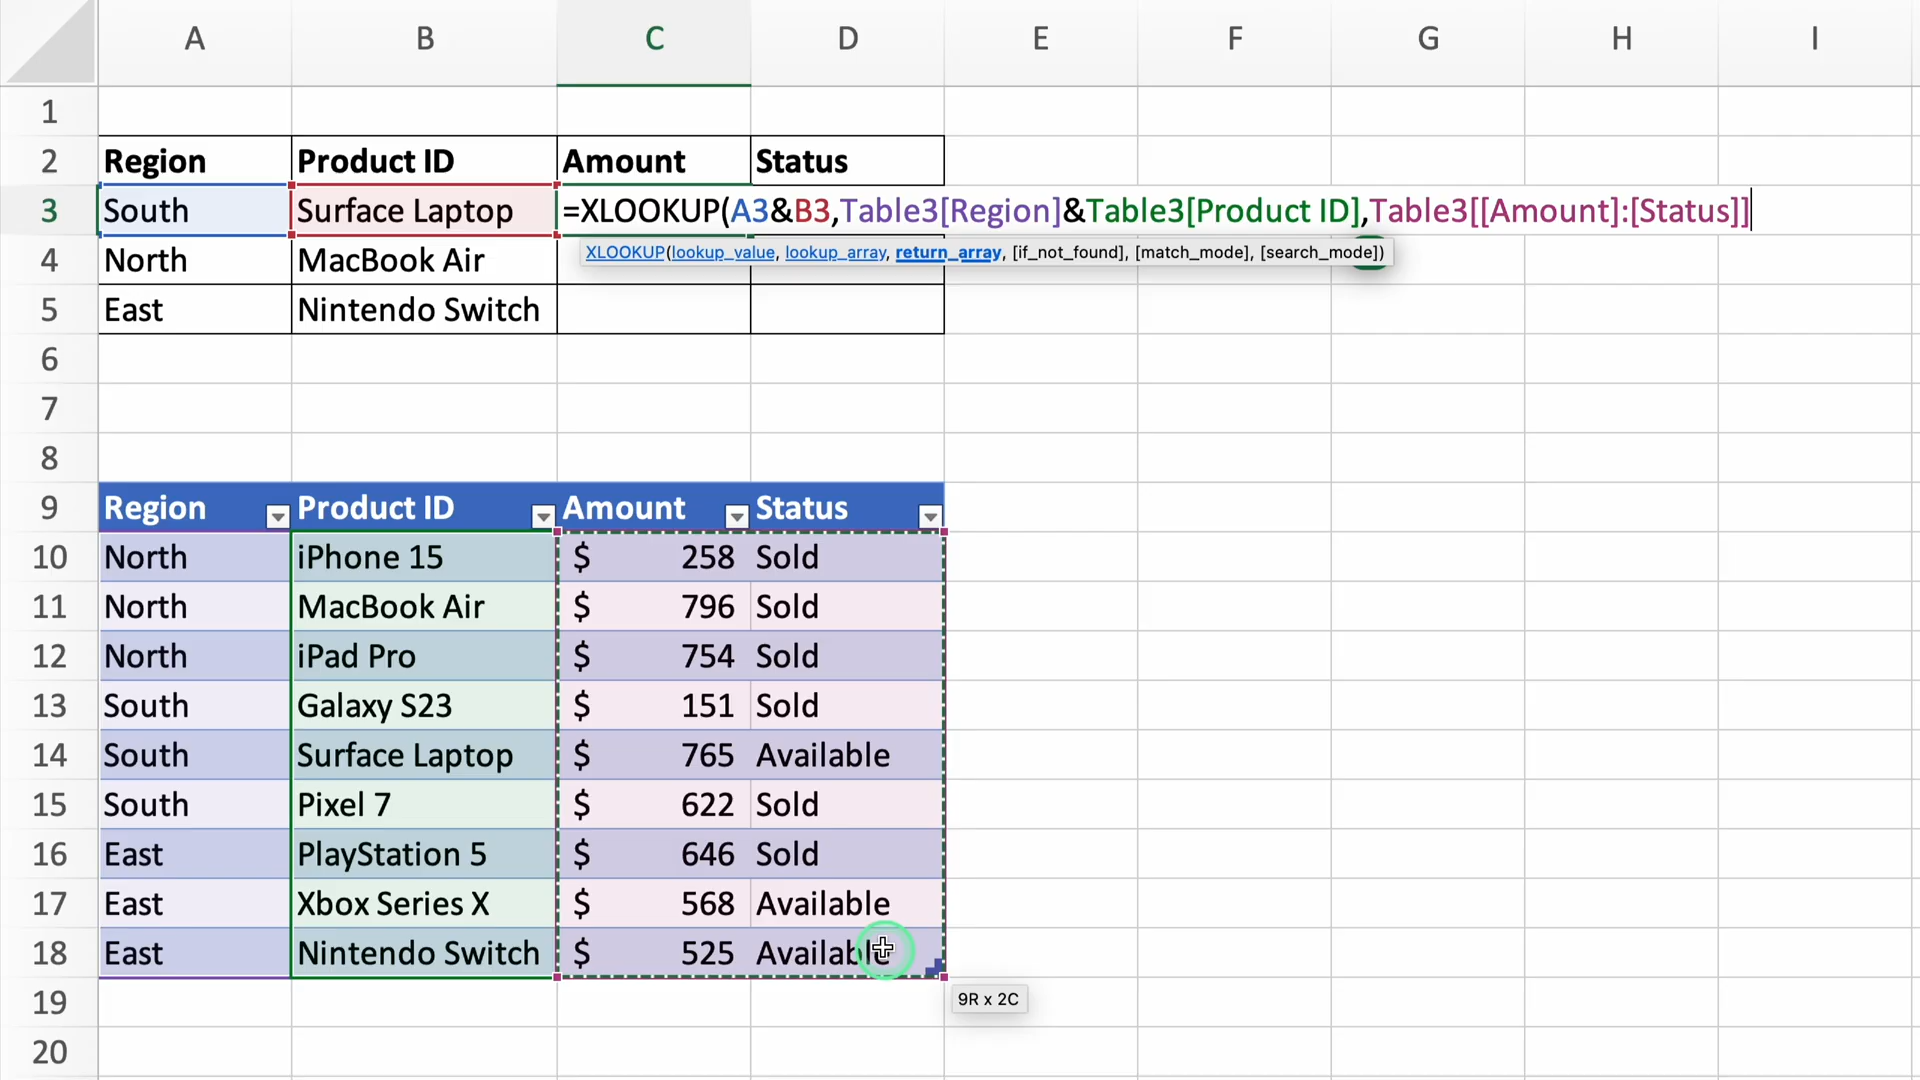 A B C D E F G H I
1
2 Region Product ID Amount Status
3 South Surface Laptop =XLOOKUP(A3&B3,Table3[Region]&Table3[Product ID],Table3[[Amount]:[Status]]
XLOOKUP(lookup_value, lookup_array, return_array, [if_not_found], [match_mode], [search_mode])
4 North MacBook Air
5 East Nintendo Switch
6
7
8
9 Region Product ID Amount Status
10 North iPhone 15 $ 258 Sold
11 North MacBook Air $ 796 Sold
12 North iPad Pro $ 754 Sold
13 South Galaxy S23 $ 151 Sold
14 South Surface Laptop $ 765 Available
15 South Pixel 7 $ 622 Sold
16 East PlayStation 5 $ 646 Sold
17 East Xbox Series X $ 568 Available
18 East Nintendo Switch $ 525 Available
9R x 2C
19
20